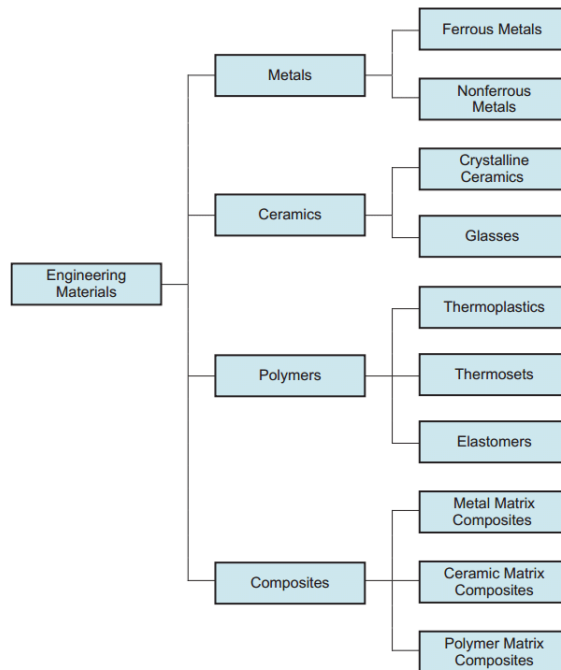 Ferrous Metals
Metals
Nonferrous
Metals
Crystalline
Ceramics
Ceramics
Glasses
Engineering
Materials
Thermoplastics
Polymers
Thermosets
Elastomers
Metal Matrix
Composites
Composites
Ceramic Matrix
Composites
Polymer Matrix
Composites